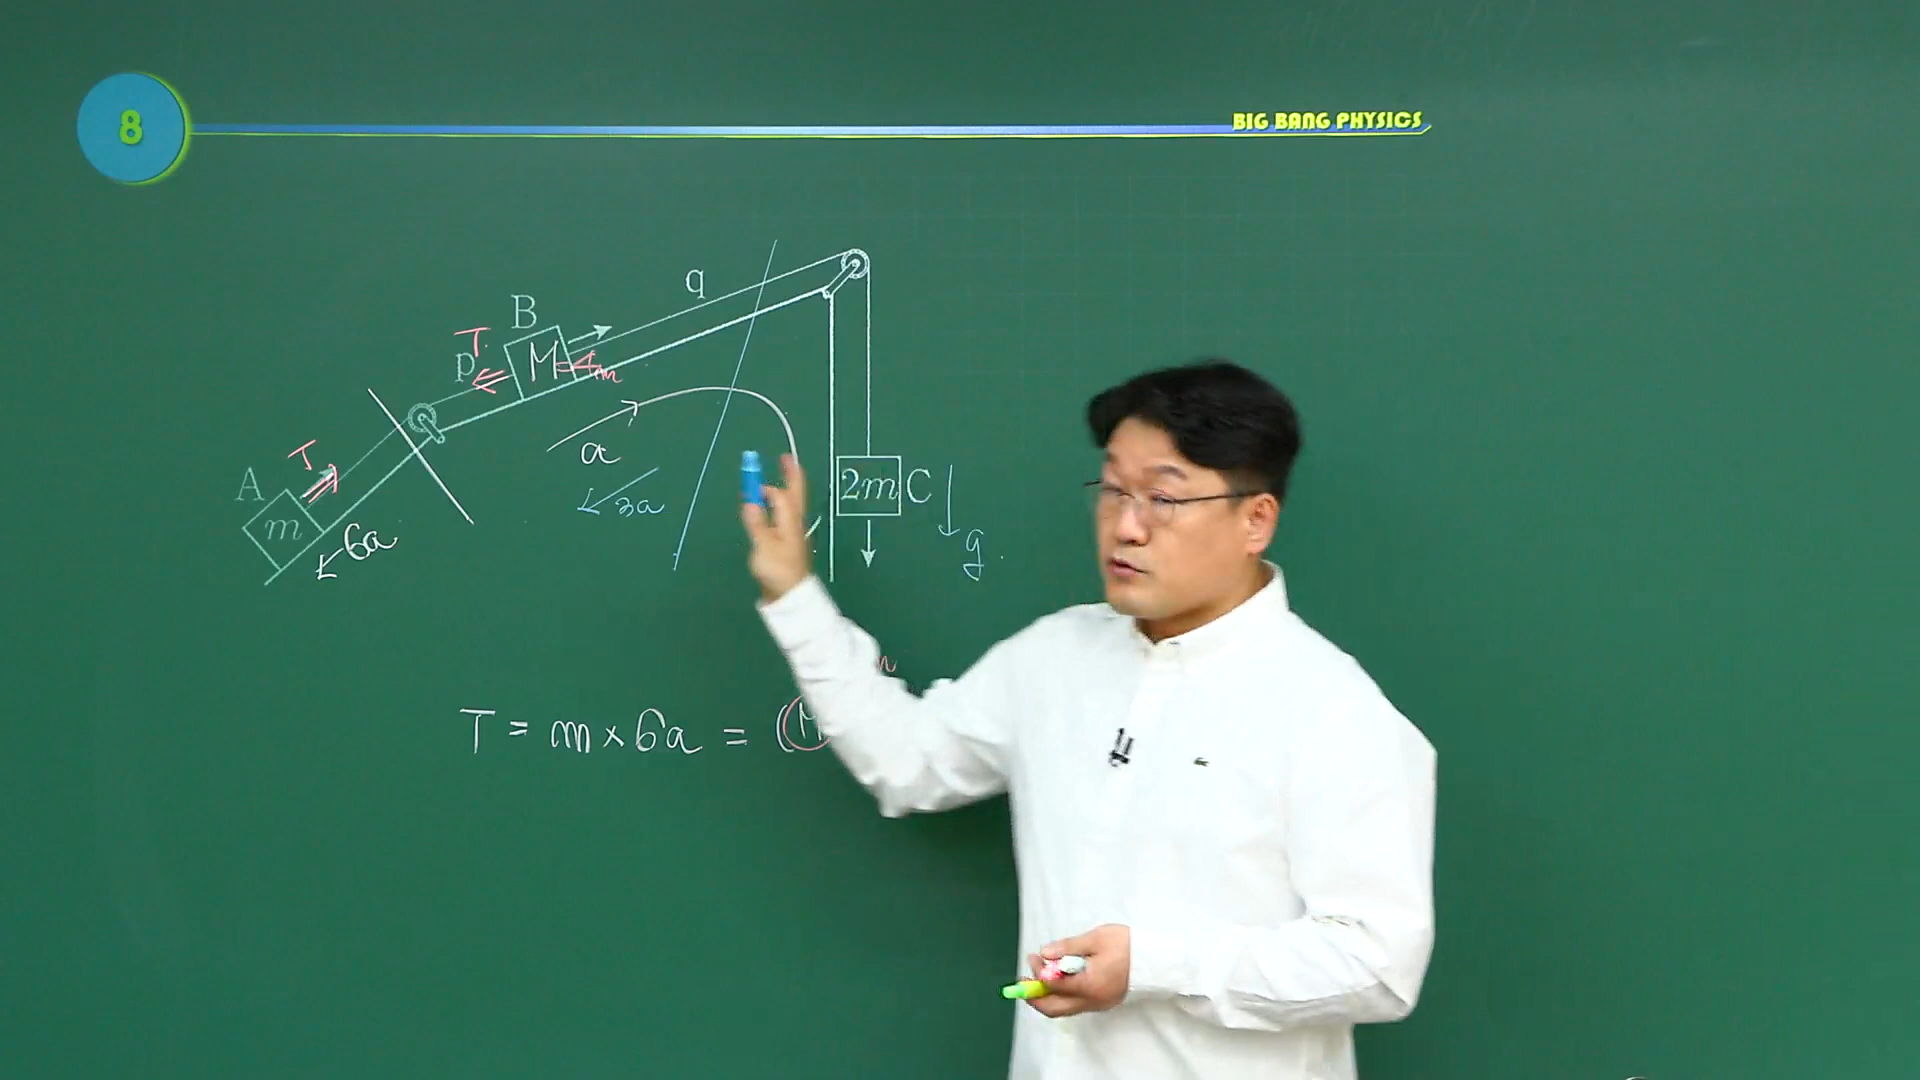 8
BIG BANG PHYSICS
q
B
T
p
M
4m
T
A
m
6a
a
3a
2m
C
g
T = m × 6a = (M